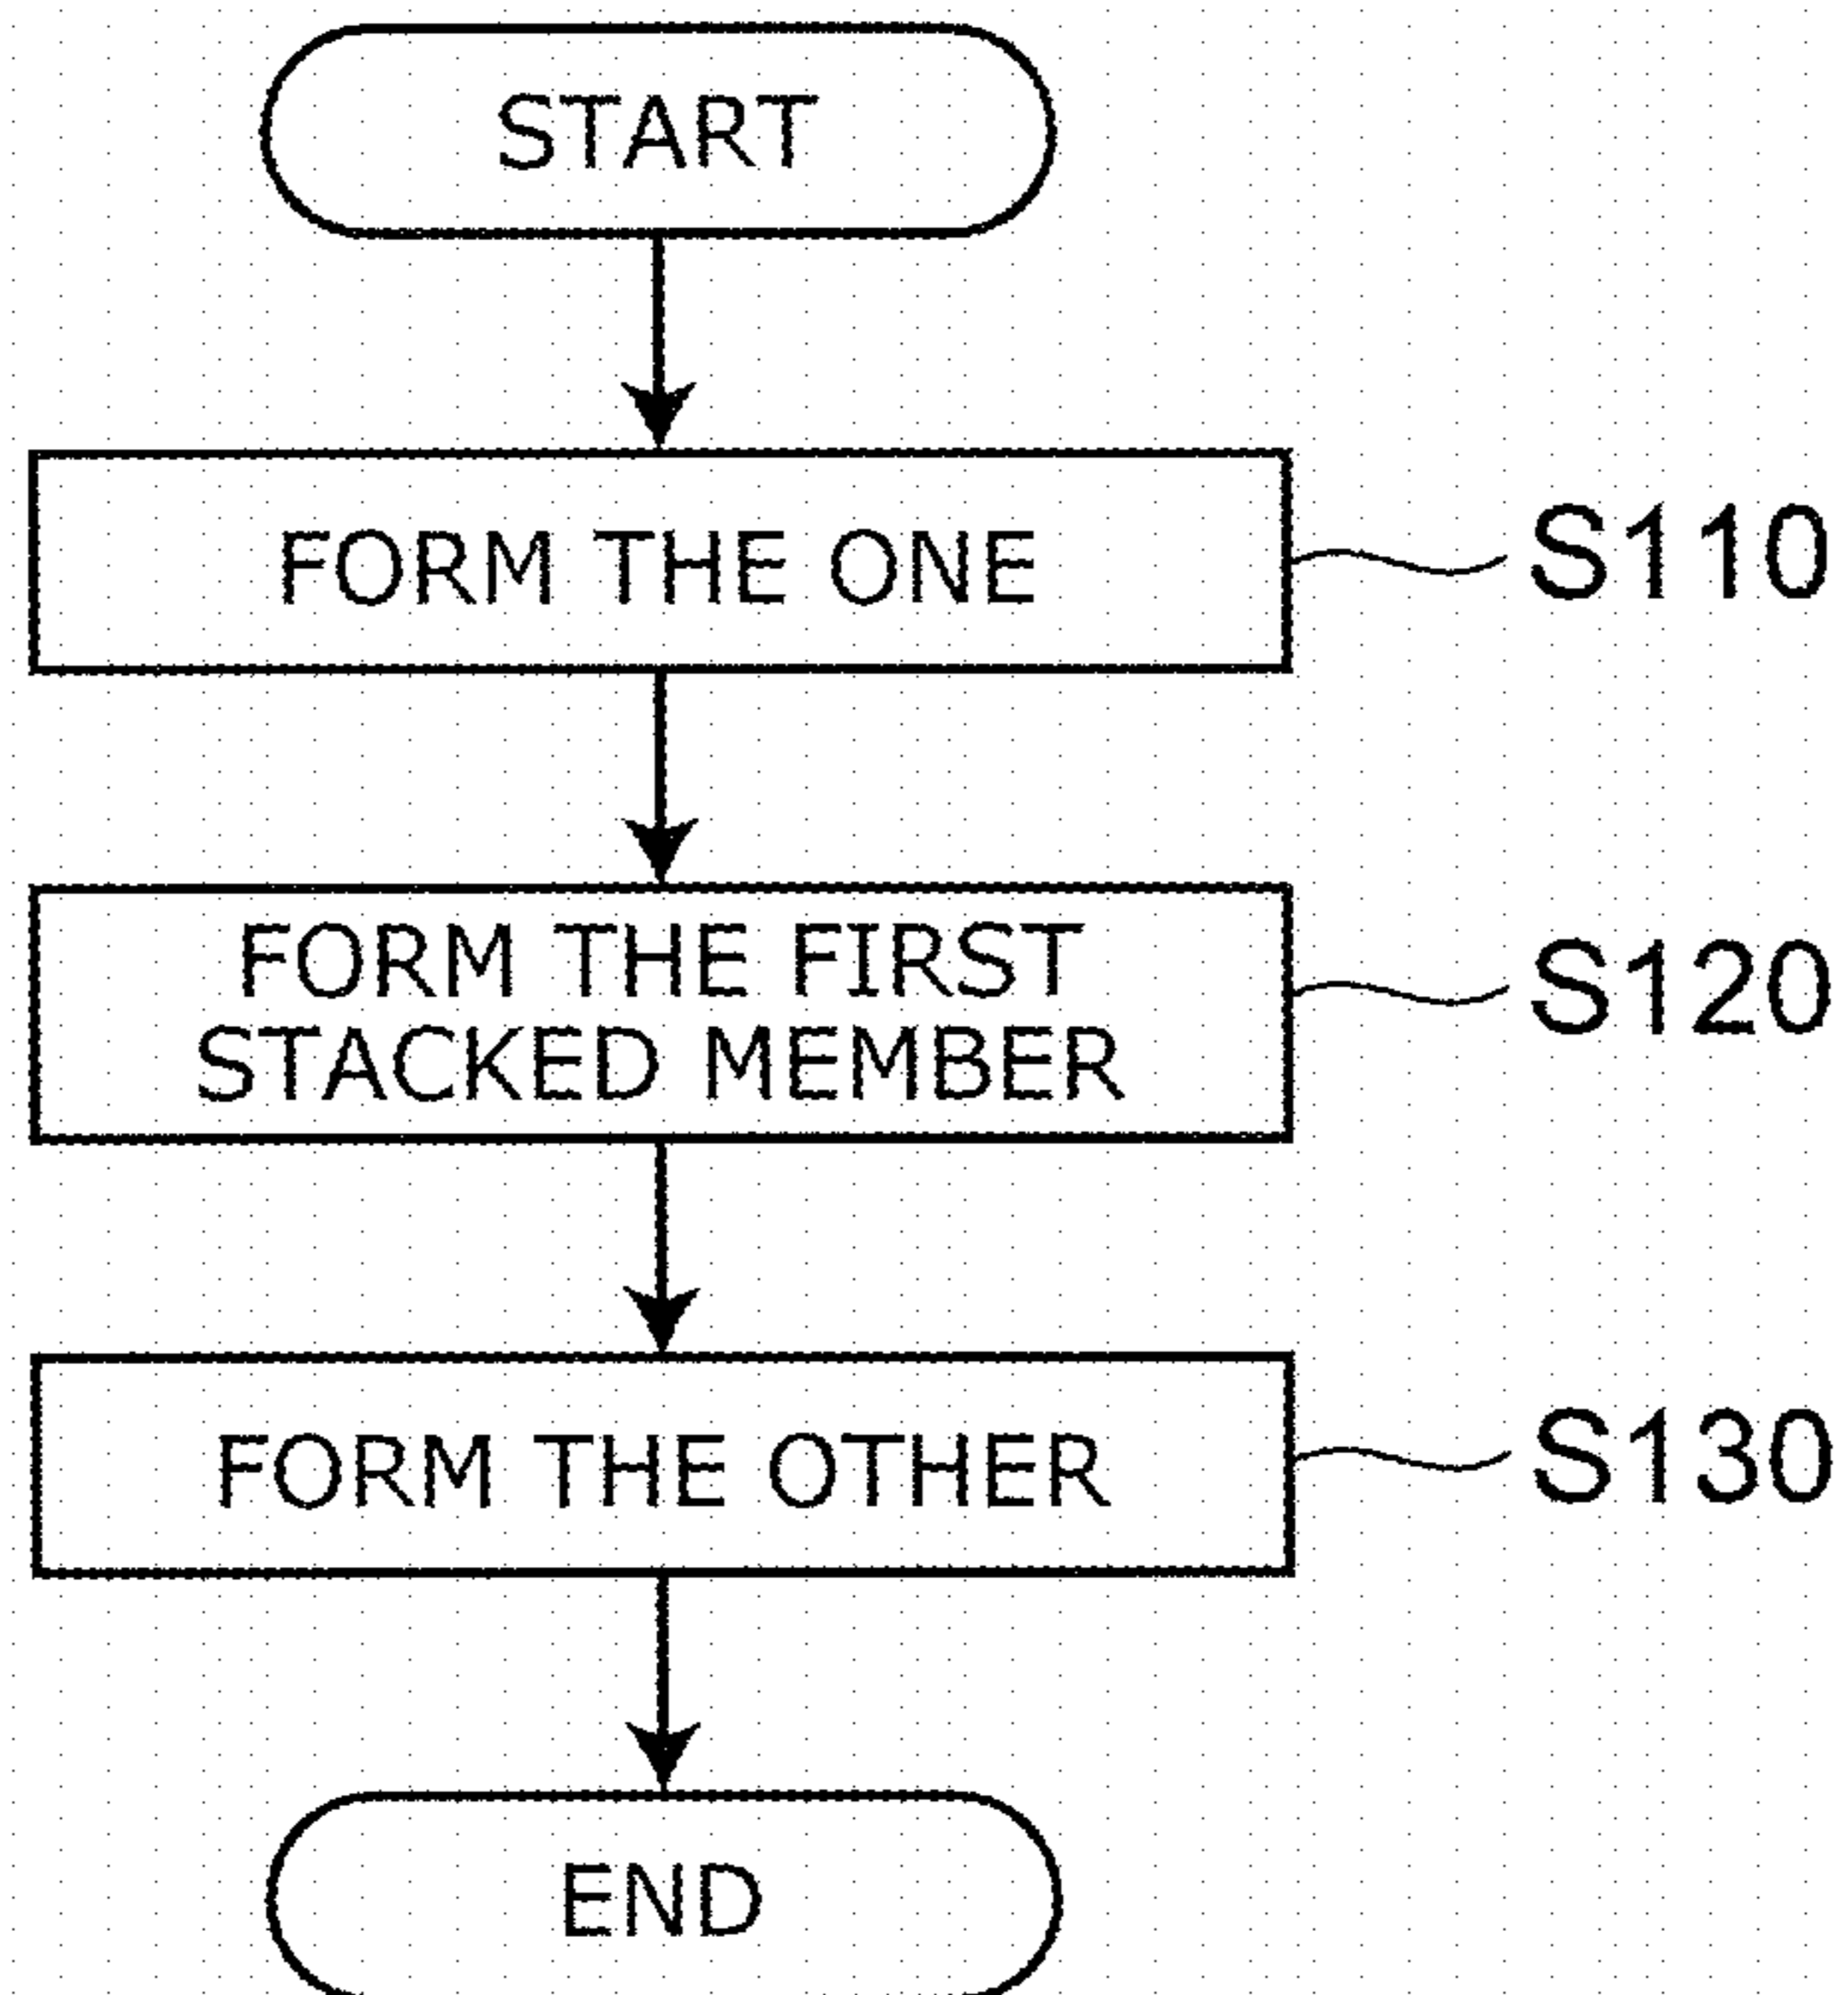 START
FORM THE ONE
S110
FORM THE FIRST
STACKED MEMBER
S120
FORM THE OTHER
S130
END